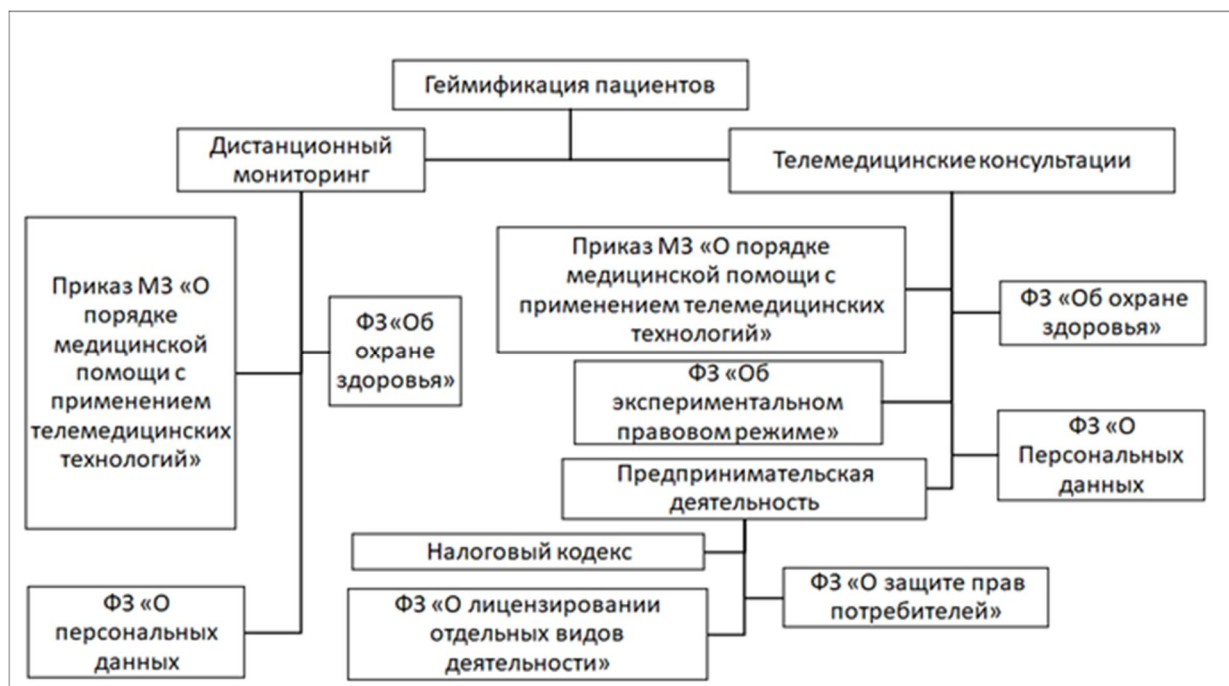 Геймификация пациентов
Дистанционный
мониторинг
Телемедицинские консультации
Приказ МЗ «О
порядке
медицинской
помощи с
применением
телемедицинских
технологий»
ФЗ«Об
охране
здоровья»
ФЗ «О
персональных
данных
Приказ МЗ «О порядке
медицинской помощи с
применением телемедицинских
технологий»
ФЗ «Об охране
здоровья»
ФЗ «Об
экспериментальном
правовом режиме»
ФЗ «О
Персональных
данных
Предпринимательская
деятельность
Налоговый кодекс
ФЗ «О защите прав
потребителей»
ФЗ «О лицензировании
отдельных видов
деятельности»